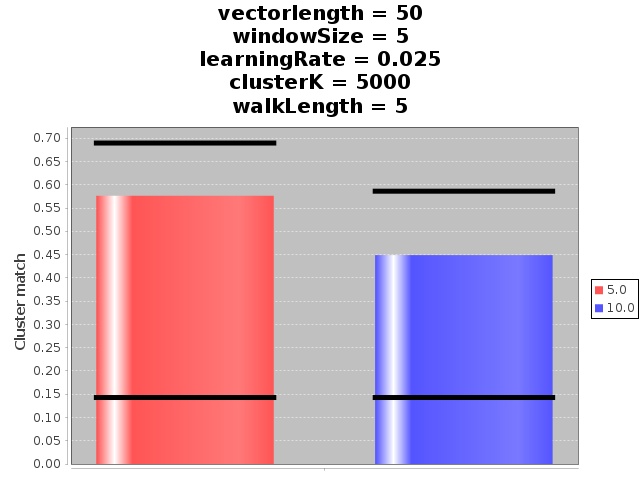 vectorlength = 50
windowSize = 5
learningRate = 0.025
clusterK = 5000
walkLength = 5
0.70
0.65
0.60
0.55
0.50
0.45
0.40
0.35
0.30
0.25
0.20
0.15
0.10
0.05
0.00
Cluster match
5.0
10.0